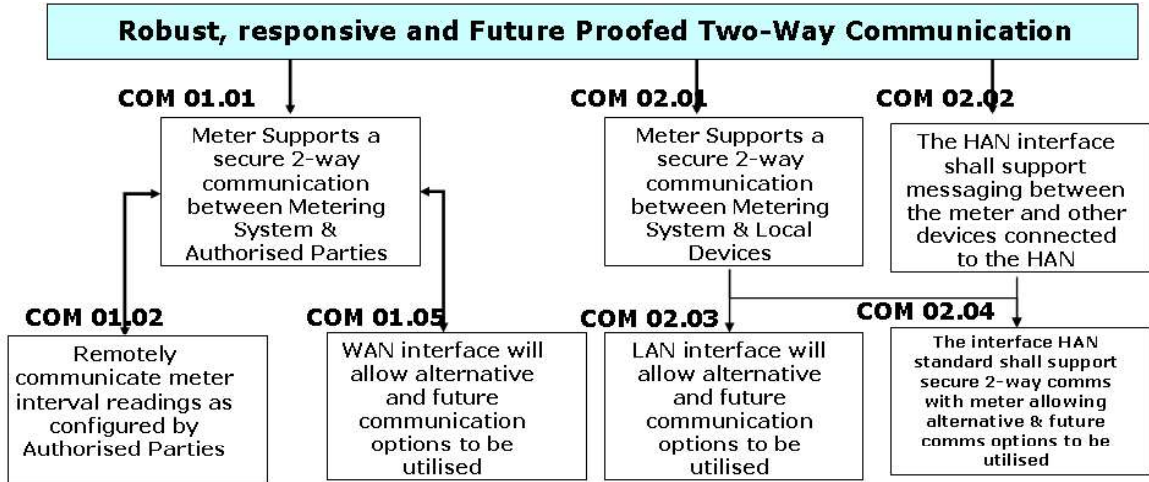 Robust, responsive and Future Proofed Two-Way Communication
COM 01.01
Meter Supports a
secure 2-way
communication
between Metering
System &
Authorised Parties
COM 02.01
Meter Supports a
secure 2-way
communication
between Metering
System & Local
Devices
COM 02.02
The HAN interface
shall support
messaging between
the meter and other
devices connected
to the HAN
COM 01.02
Remotely
communicate meter
interval readings as
configured by
Authorised Parties
COM 01.05
WAN interface will
allow alternative
and future
communication
options to be
utilised
COM 02.03
LAN interface will
allow alternative
and future
communication
options to be
utilised
COM 02.04
The interface HAN
standard shall support
secure 2-way comms
with meter allowing
alternative & future
comms options to be
utilised